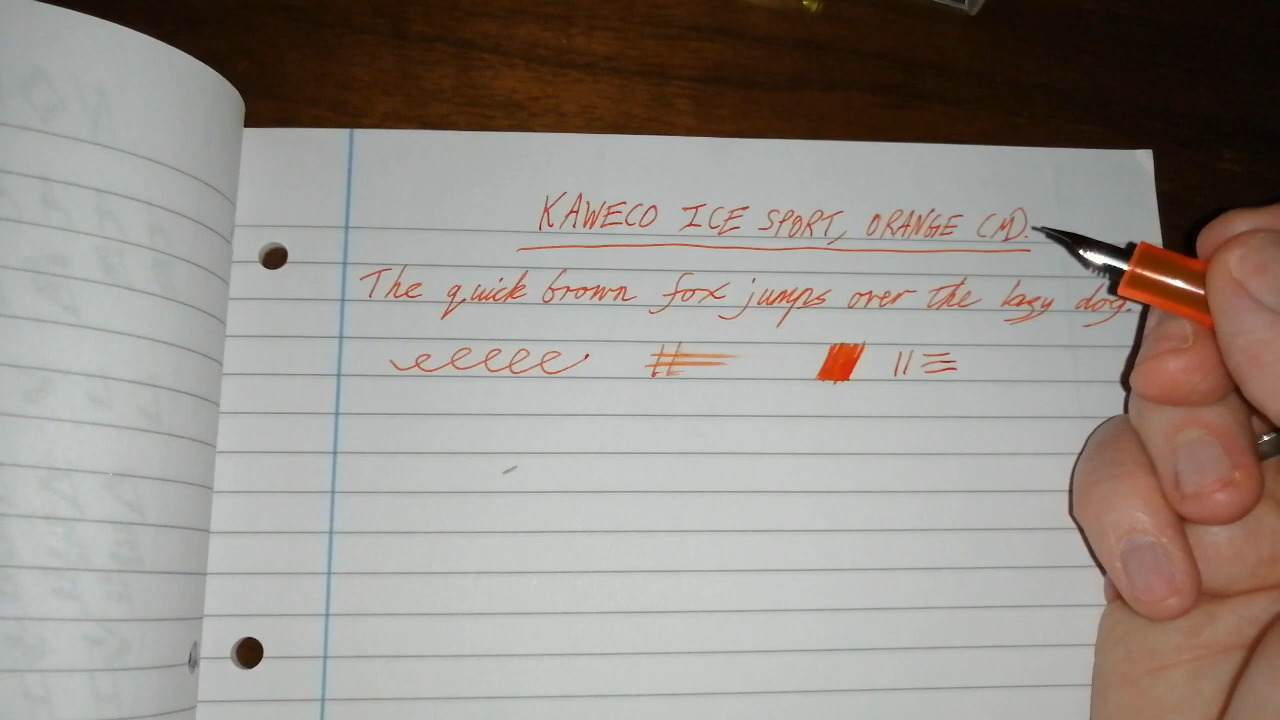 KAWECO ICE SPORT, ORANGE (M).
The quick brown fox jumps over the lazy dog.